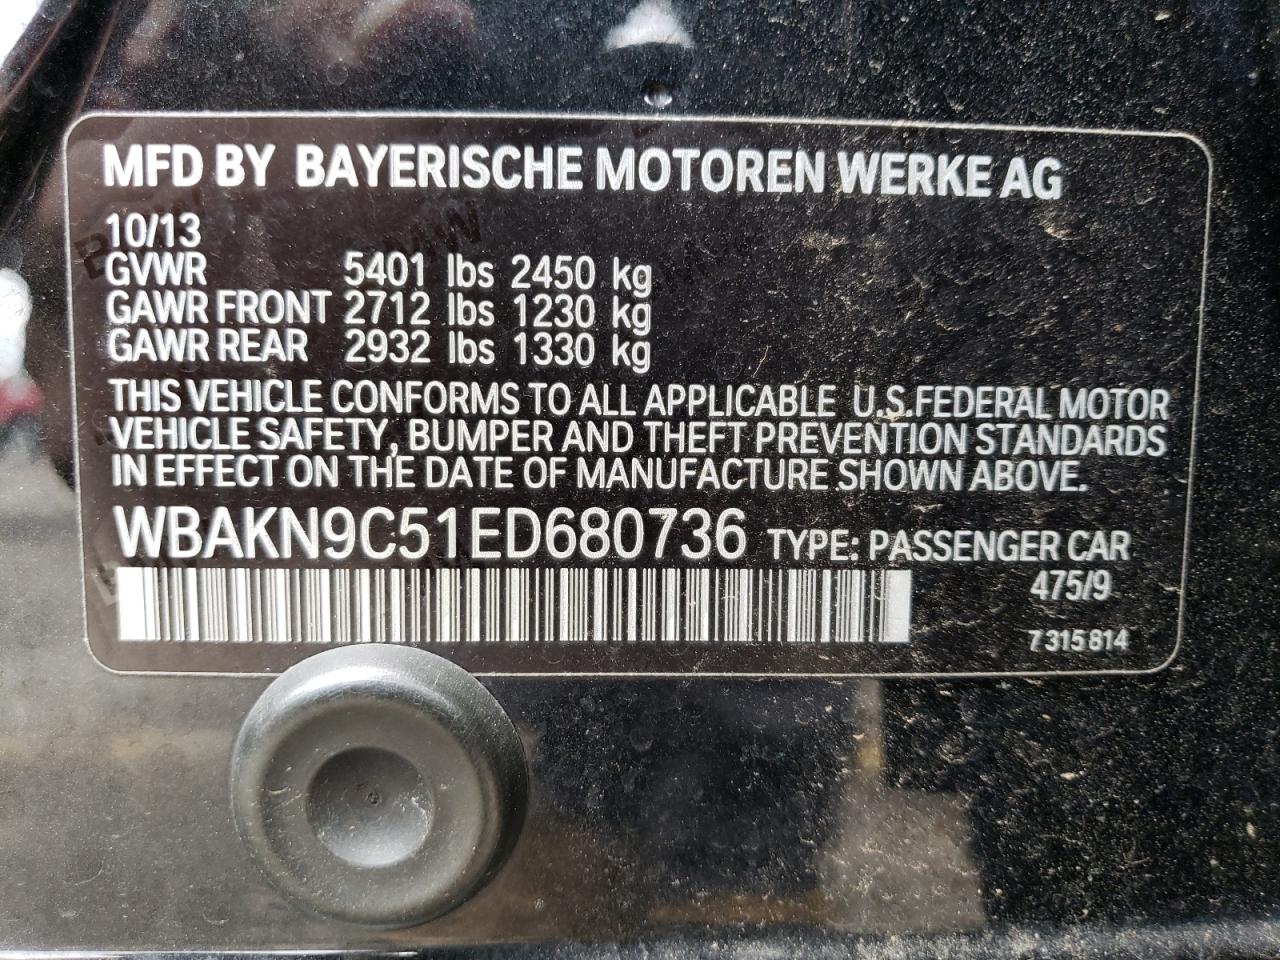 MFD BY BAYERISCHE MOTOREN WERKE AG
10/13
GVWR 5401 lbs 2450 kg
GAWR FRONT 2712 lbs 1230 kg
GAWR REAR 2932 lbs 1330 kg
THIS VEHICLE CONFORMS TO ALL APPLICABLE U.S.FEDERAL MOTOR
VEHICLE SAFETY, BUMPER AND THEFT PREVENTION STANDARDS
IN EFFECT ON THE DATE OF MANUFACTURE SHOWN ABOVE.
WBAKN9C51ED680736 TYPE: PASSENGER CAR
475/9
7 315 814